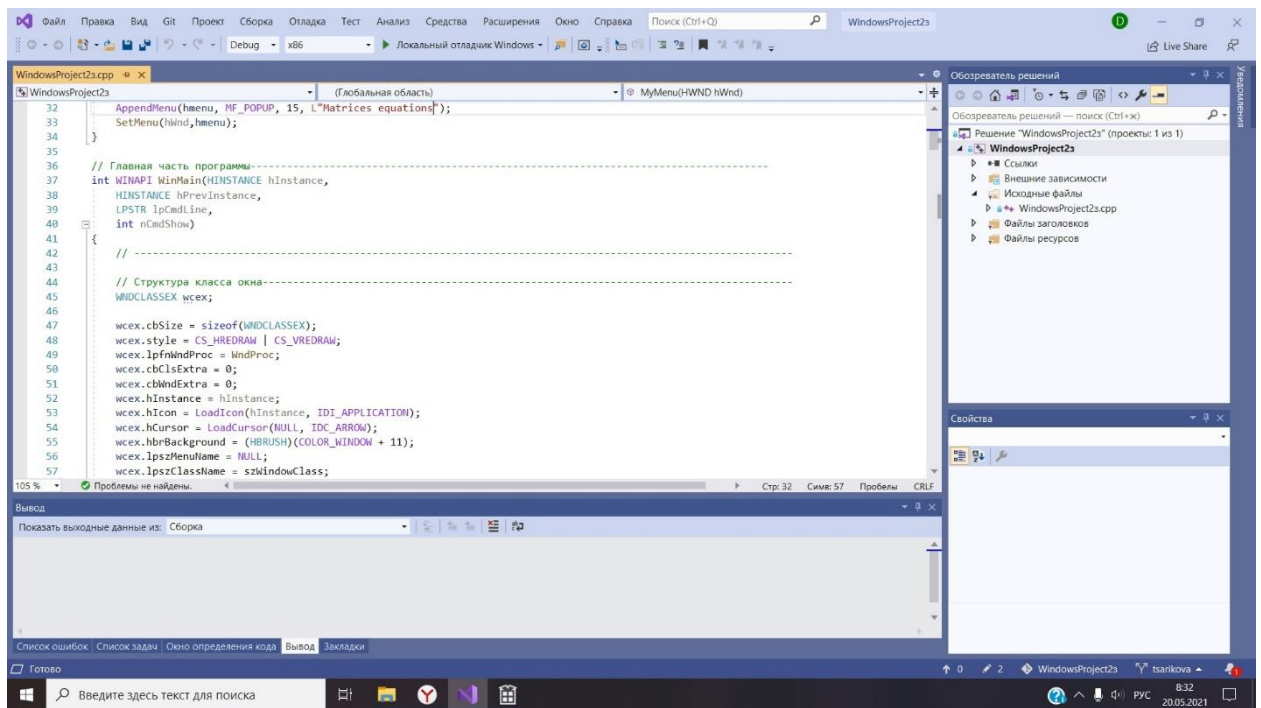 Файл Правка Вид Git Проект Сборка Отладка Тест Анализ Средства Расширения Окно Справка Поиск (Ctrl+Q) WindowsProject2з D
Debug x86 Локальный отладчик Windows Live Share
WindowsProject2з.cpp
WindowsProject2з (Глобальная область) MyMenu(HWND hWnd)
32 AppendMenu(hmenu, MF_POPUP, 15, L"Matrices equations");
33 SetMenu(hWnd,hmenu);
34 }
35
36 // Главная часть программы---------------------------------------------------------------------------------------
37 int WINAPI WinMain(HINSTANCE hInstance,
38 HINSTANCE hPrevInstance,
39 LPSTR lpCmdLine,
40 int nCmdShow)
41 {
42 // ---------------------------------------------------------------------------------------------------------------
43
44 // Структура класса окна------------------------------------------------------------------------------------------
45 WNDCLASSEX wcex;
46
47 wcex.cbSize = sizeof(WNDCLASSEX);
48 wcex.style = CS_HREDRAW | CS_VREDRAW;
49 wcex.lpfnWndProc = WndProc;
50 wcex.cbClsExtra = 0;
51 wcex.cbWndExtra = 0;
52 wcex.hInstance = hInstance;
53 wcex.hIcon = LoadIcon(hInstance, IDI_APPLICATION);
54 wcex.hCursor = LoadCursor(NULL, IDC_ARROW);
55 wcex.hbrBackground = (HBRUSH)(COLOR_WINDOW + 11);
56 wcex.lpszMenuName = NULL;
57 wcex.lpszClassName = szWindowClass;
105 % Проблемы не найдены. Стр: 32 Симв: 57 Пробелы CRLF
Вывод
Показать выходные данные из: Сборка
Список ошибок Список задач Окно определения кода Вывод Закладки
Обозреватель решений
Обозреватель решений — поиск (Ctrl+ж)
Решение "WindowsProject2з" (проекты: 1 из 1)
WindowsProject2з
Ссылки
Внешние зависимости
Исходные файлы
WindowsProject2з.cpp
Файлы заголовков
Файлы ресурсов
Свойства
Уведомления
Готово 0 2 WindowsProject2з tsarikova 1
Введите здесь текст для поиска РУС 8:32
20.05.2021